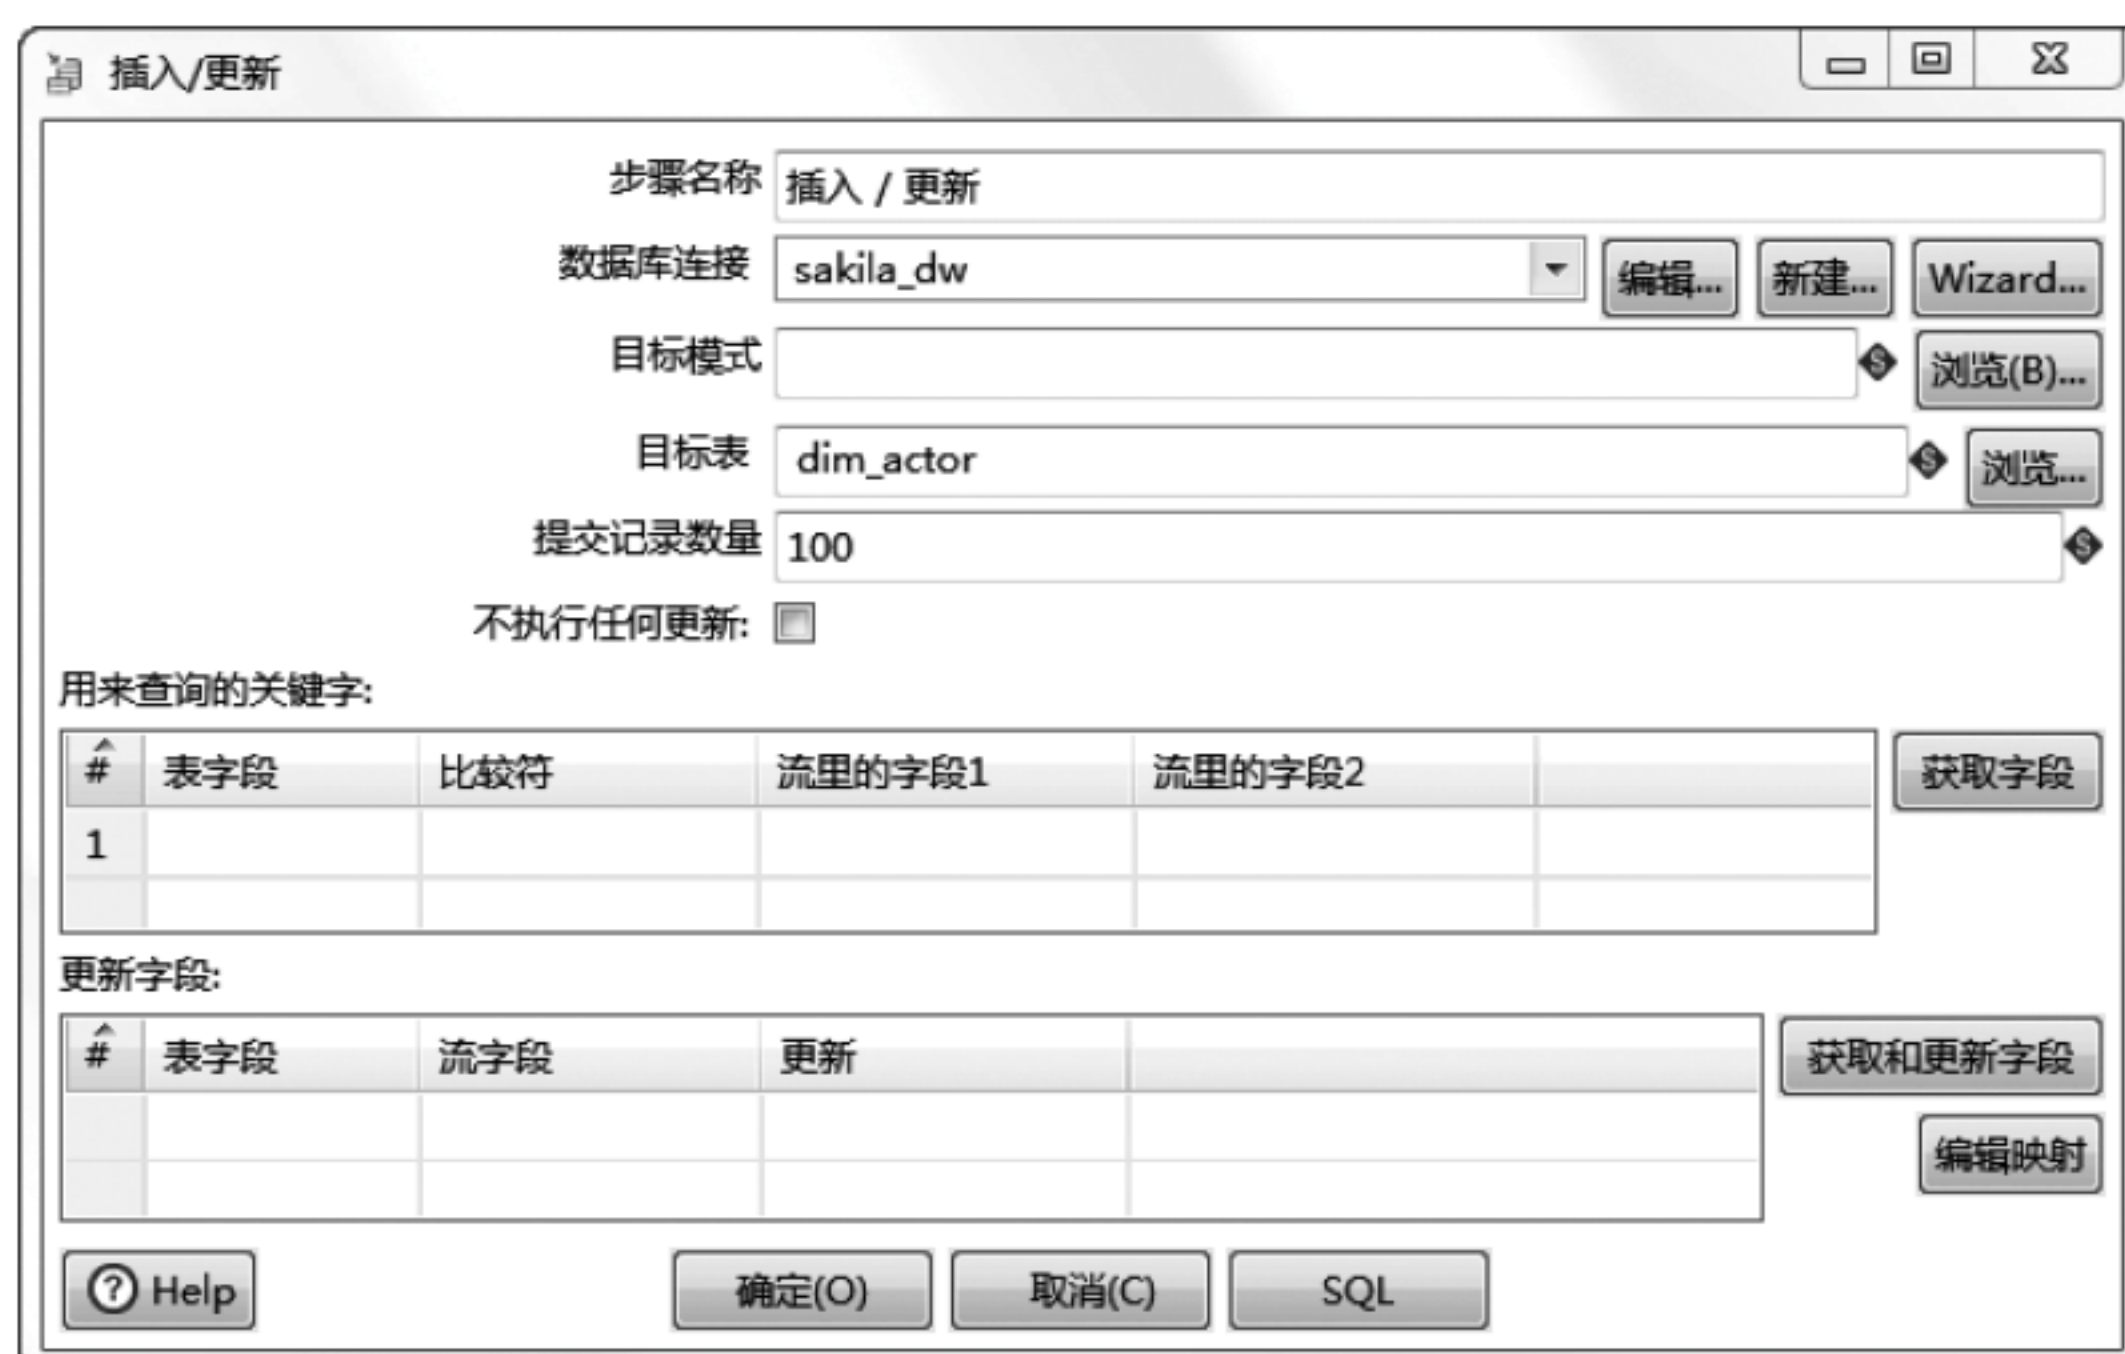 插入/更新
步骤名称 插入 / 更新
数据库连接 sakila_dw 编辑... 新建... Wizard...
目标模式 浏览(B)...
目标表 dim_actor 浏览...
提交记录数量 100
不执行任何更新:
用来查询的关键字:
# 表字段 比较符 流里的字段1 流里的字段2 获取字段
1
更新字段:
# 表字段 流字段 更新 获取和更新字段
编辑映射
Help 确定(O) 取消(C) SQL